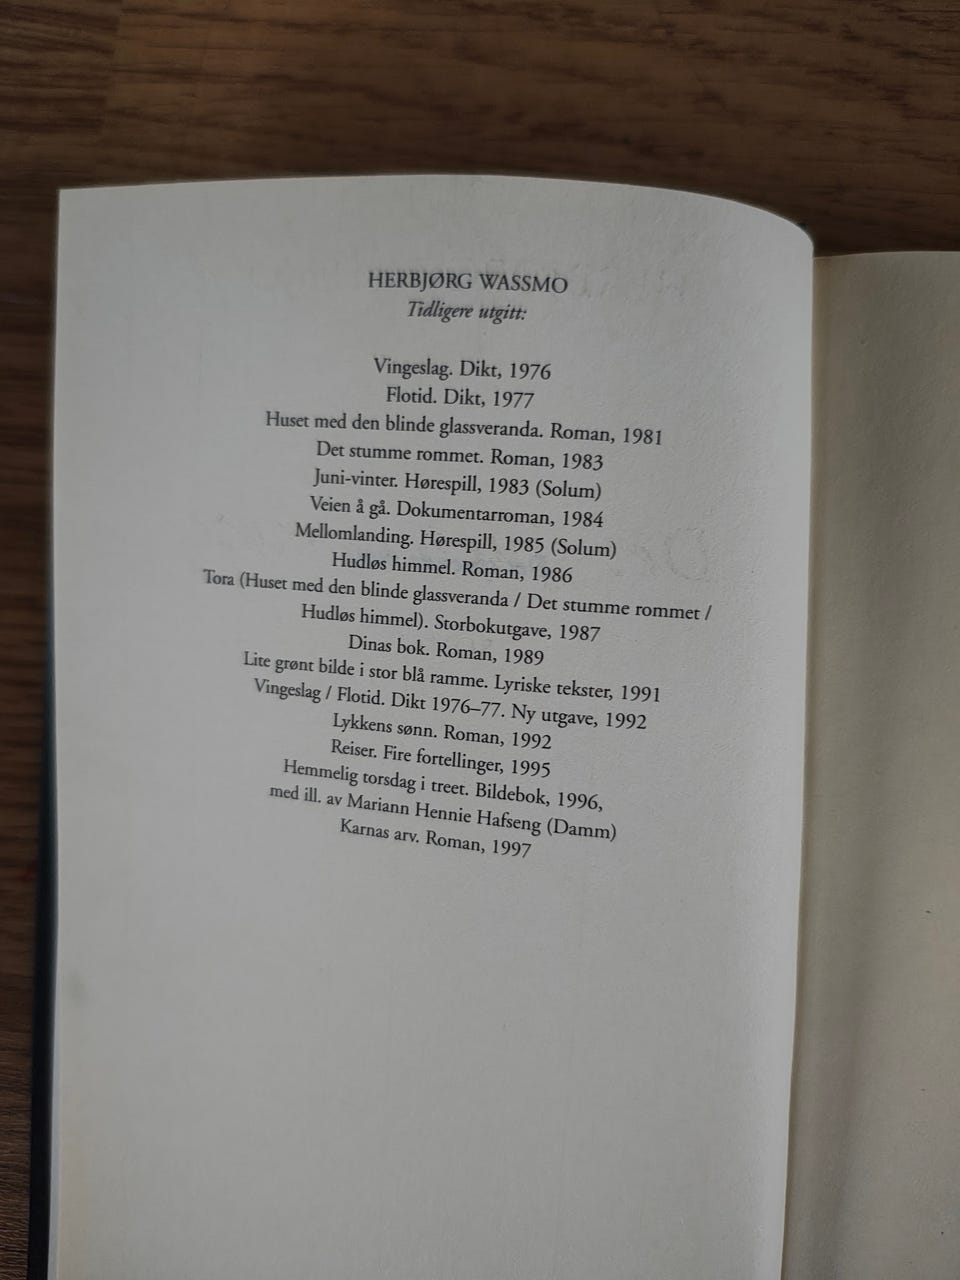 HERBJØRG WASSMO
Tidligere utgitt:
Vingeslag. Dikt, 1976
Flotid. Dikt, 1977
Huset med den blinde glassveranda. Roman, 1981
Det stumme rommet. Roman, 1983
Juni-vinter. Hørespill, 1983 (Solum)
Veien å gå. Dokumentarroman, 1984
Mellomlanding. Hørespill, 1985 (Solum)
Hudløs himmel. Roman, 1986
Tora (Huset med den blinde glassveranda / Det stumme rommet /
Hudløs himmel). Storbokutgave, 1987
Dinas bok. Roman, 1989
Lite grønt bilde i stor blå ramme. Lyriske tekster, 1991
Vingeslag / Flotid. Dikt 1976–77. Ny utgave, 1992
Lykkens sønn. Roman, 1992
Reiser. Fire fortellinger, 1995
Hemmelig torsdag i treet. Bildebok, 1996,
med ill. av Mariann Hennie Hafseng (Damm)
Karnas arv. Roman, 1997